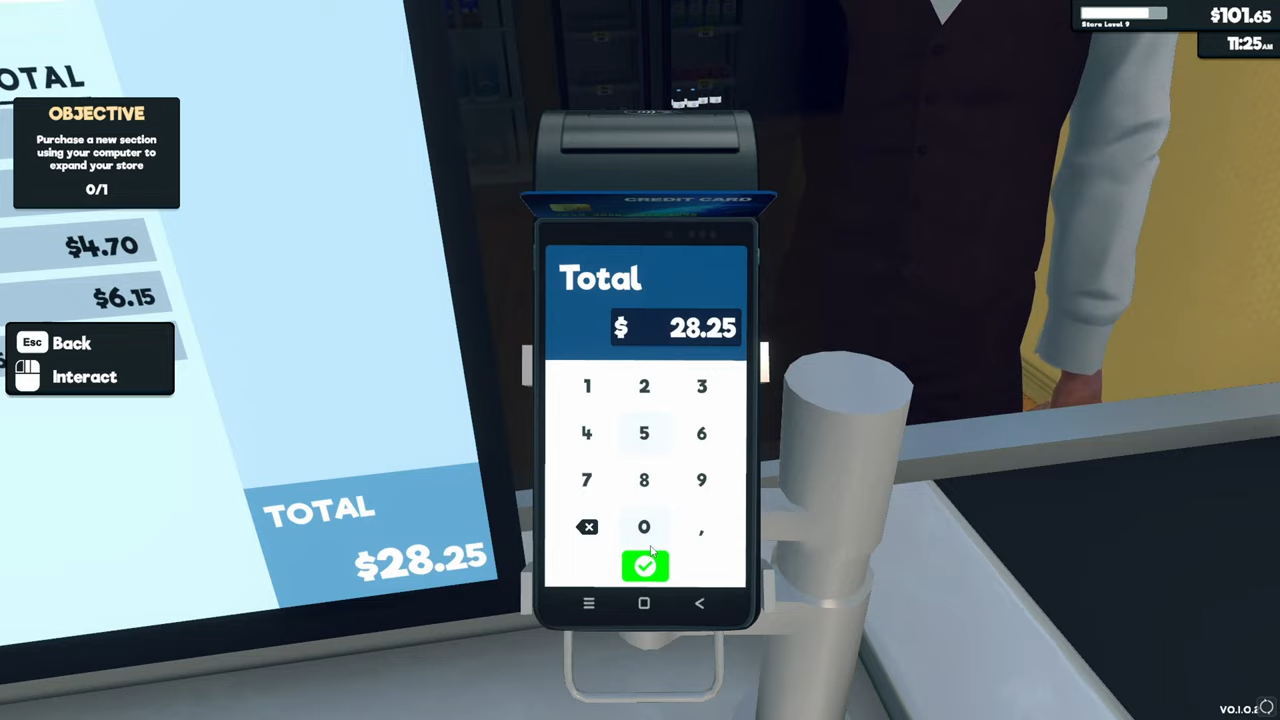 Store Level 9
$101.65
11:25AM
OTAL
OBJECTIVE
Purchase a new section
using your computer to
expand your store
0/1
$4.70
$6.15
Esc Back
Interact
TOTAL
$28.25
CREDIT CARD
Total
$ 28.25
1 2 3
4 5 6
7 8 9
0 ,